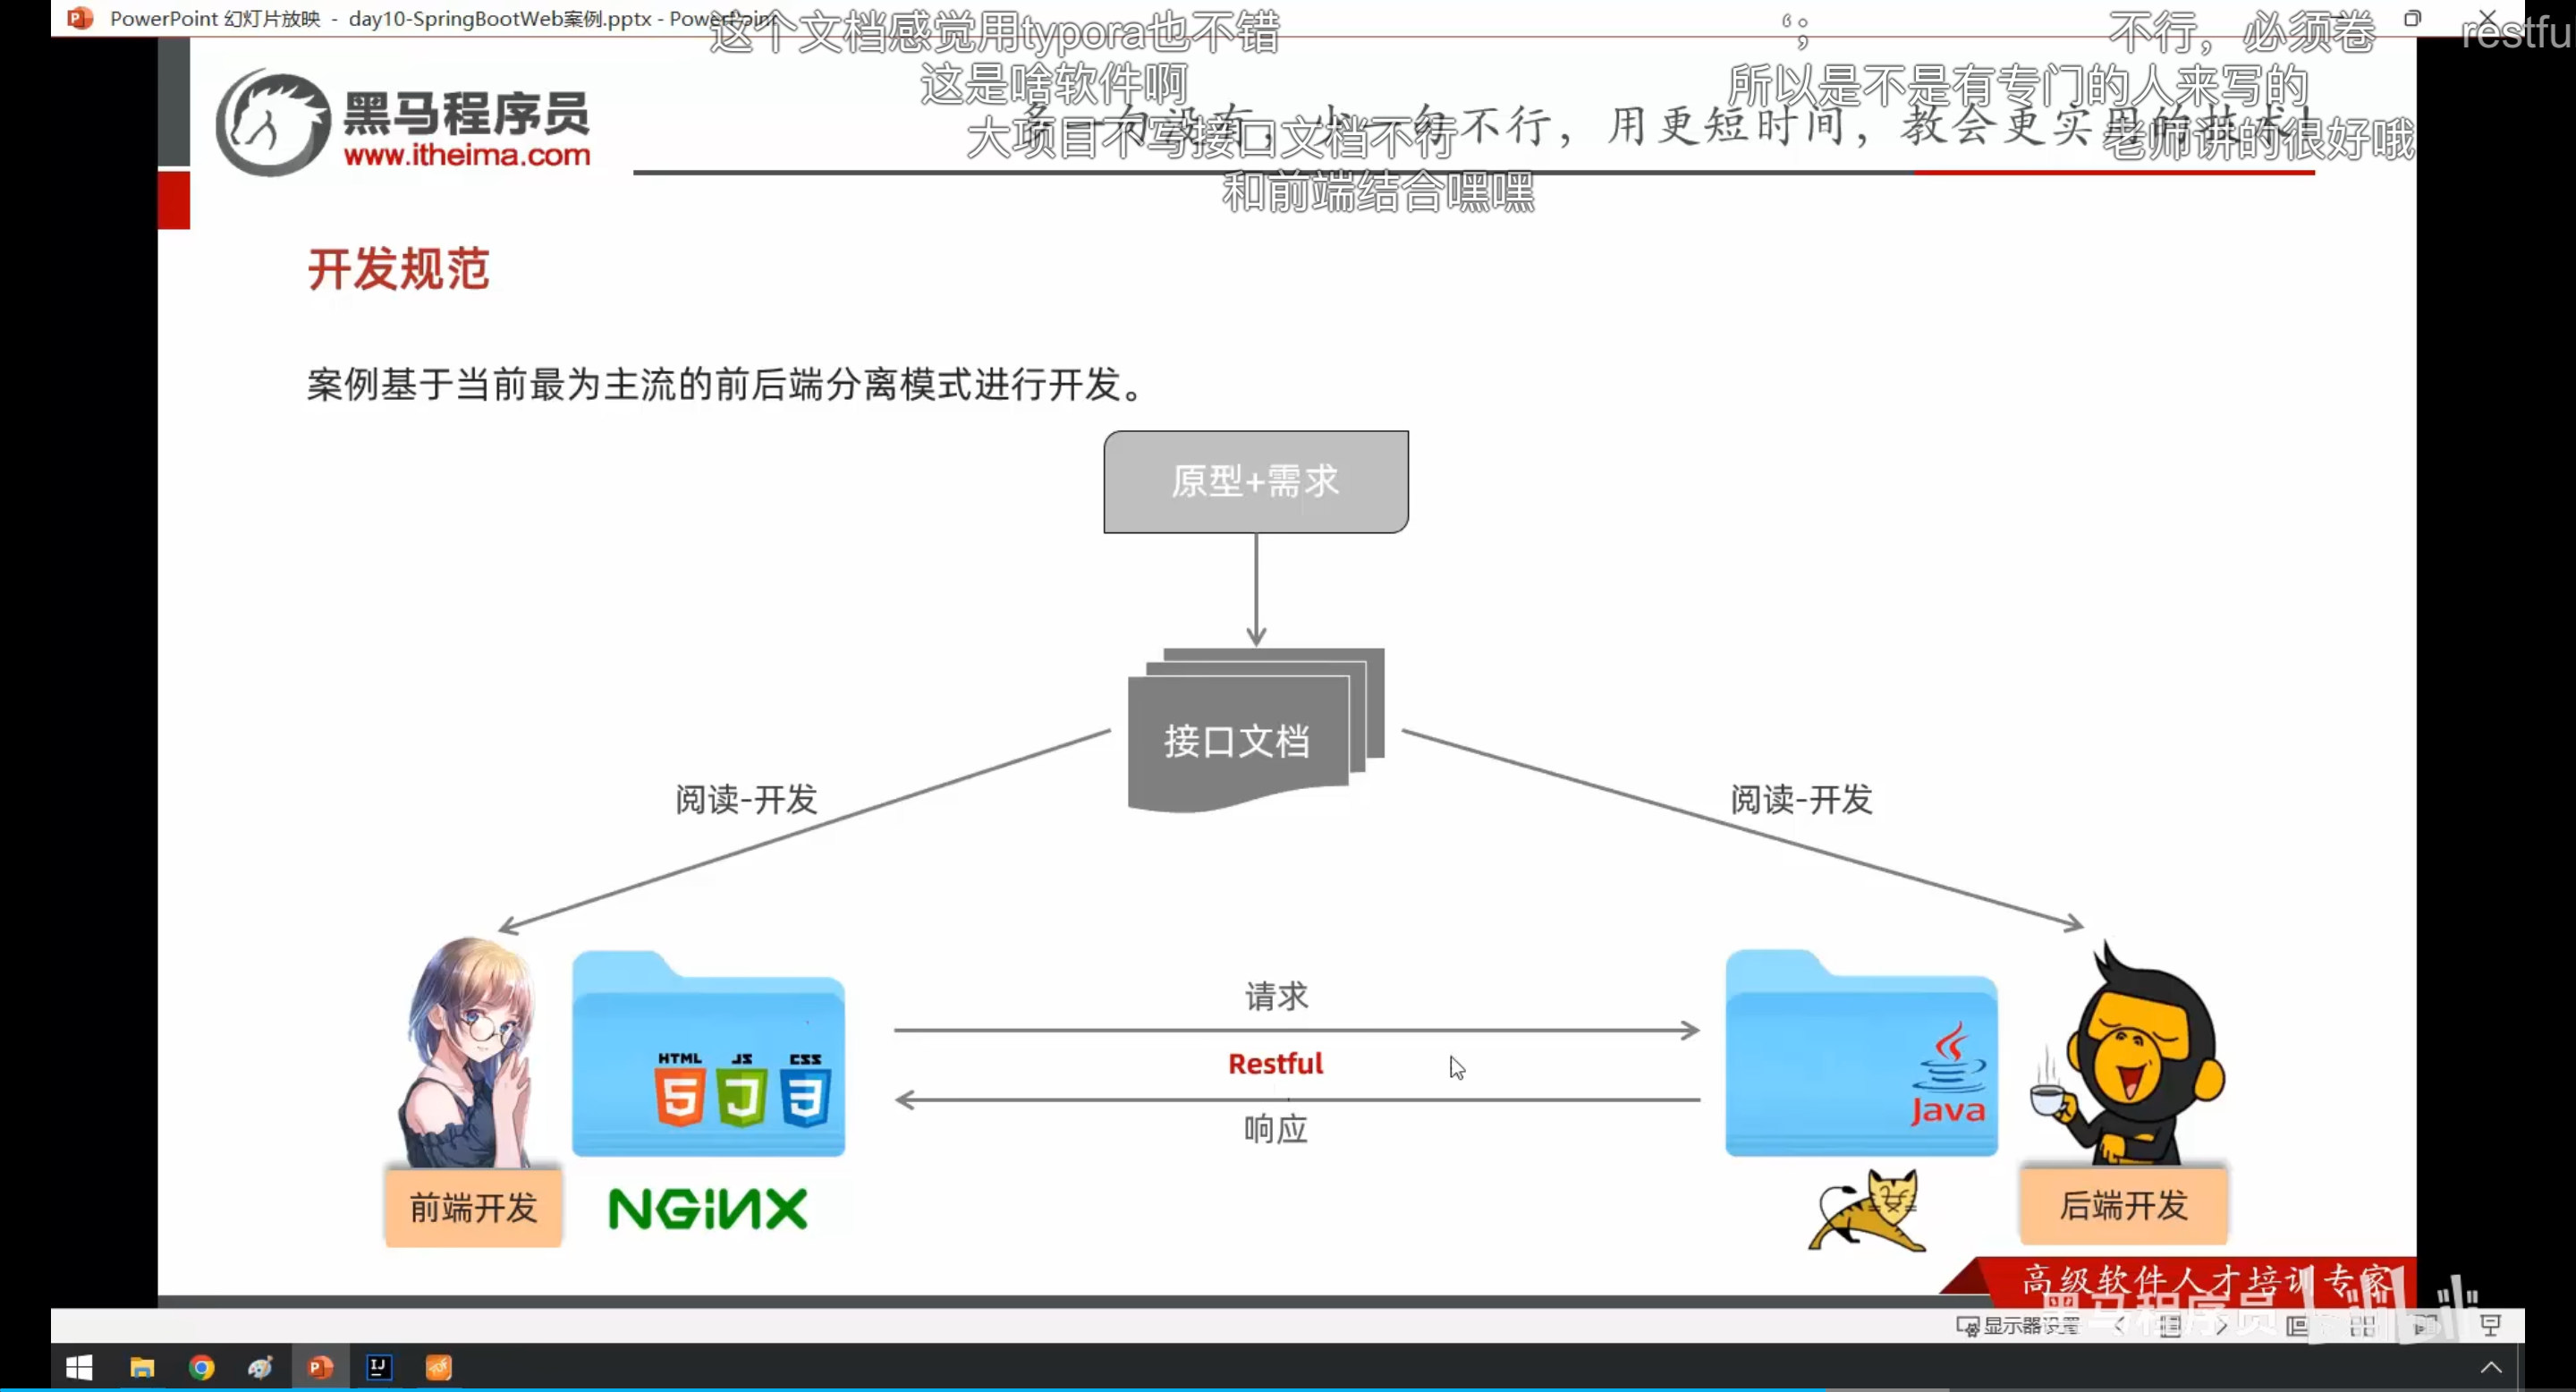 PowerPoint 幻灯片放映 - day10-SpringBootWeb案例.pptx - PowerPoint
这个文档感觉用typora也不错
不行，必须卷
restfu
这是啥软件啊
所以是不是有专门的人来写的
黑马程序员
www.itheima.com
不行，用更短时间，教会更实用的技术！
大项目不写接口文档不行
老师讲的很好哦
和前端结合嘿嘿
开发规范
案例基于当前最为主流的前后端分离模式进行开发。
原型+需求
接口文档
阅读-开发
阅读-开发
请求
HTML JS CSS
5 J 3
Restful
Java
响应
前端开发
NGiNX
后端开发
高级软件人才培训专家
黑马程序员
显示器设置
P
IJ